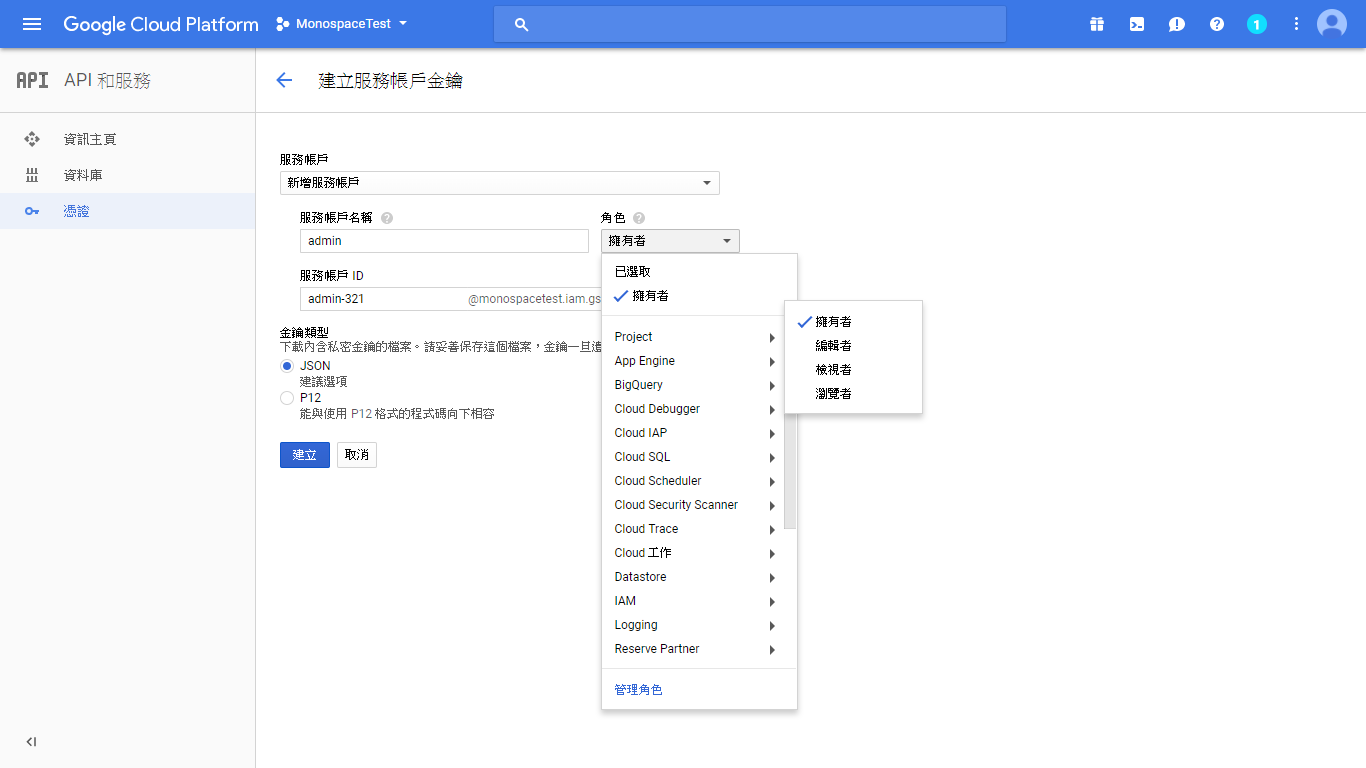 Google Cloud Platform
MonospaceTest
1
API
API 和服務
建立服務帳戶金鑰
資訊主頁
資料庫
憑證
服務帳戶
新增服務帳戶
服務帳戶名稱
角色
admin
擁有者
服務帳戶 ID
admin-321
@monospacetest.iam.gs
金鑰類型
下載內含私密金鑰的檔案。請妥善保存這個檔案，金鑰一旦遺
JSON
建議選項
P12
能與使用 P12 格式的程式碼向下相容
建立
取消
已選取
擁有者
Project
App Engine
BigQuery
Cloud Debugger
Cloud IAP
Cloud SQL
Cloud Scheduler
Cloud Security Scanner
Cloud Trace
Cloud 工作
Datastore
IAM
Logging
Reserve Partner
管理角色
擁有者
編輯者
檢視者
瀏覽者